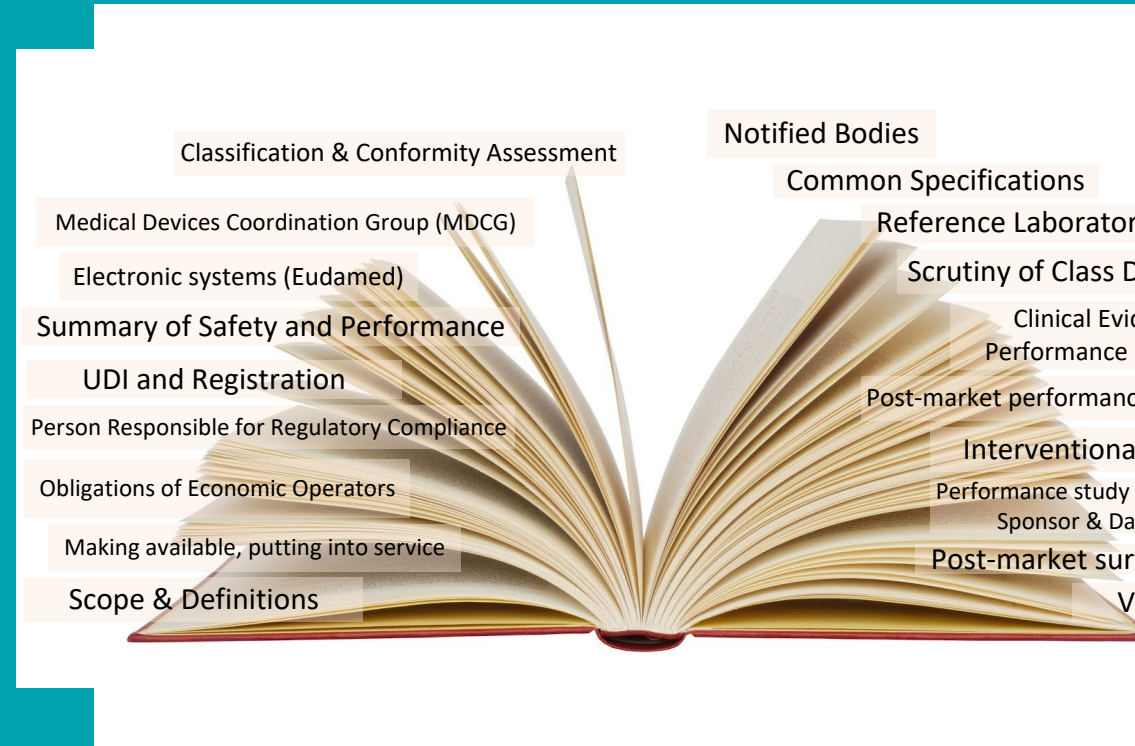 Classification & Conformity Assessment
Medical Devices Coordination Group (MDCG)
Electronic systems (Eudamed)
Summary of Safety and Performance
UDI and Registration
Person Responsible for Regulatory Compliance
Obligations of Economic Operators
Making available, putting into service
Scope & Definitions
Notified Bodies
Common Specifications
Reference
Scrutiny of Class D
Clinical
Performance
Post-market
Performance study
Sponsor &
Post-market